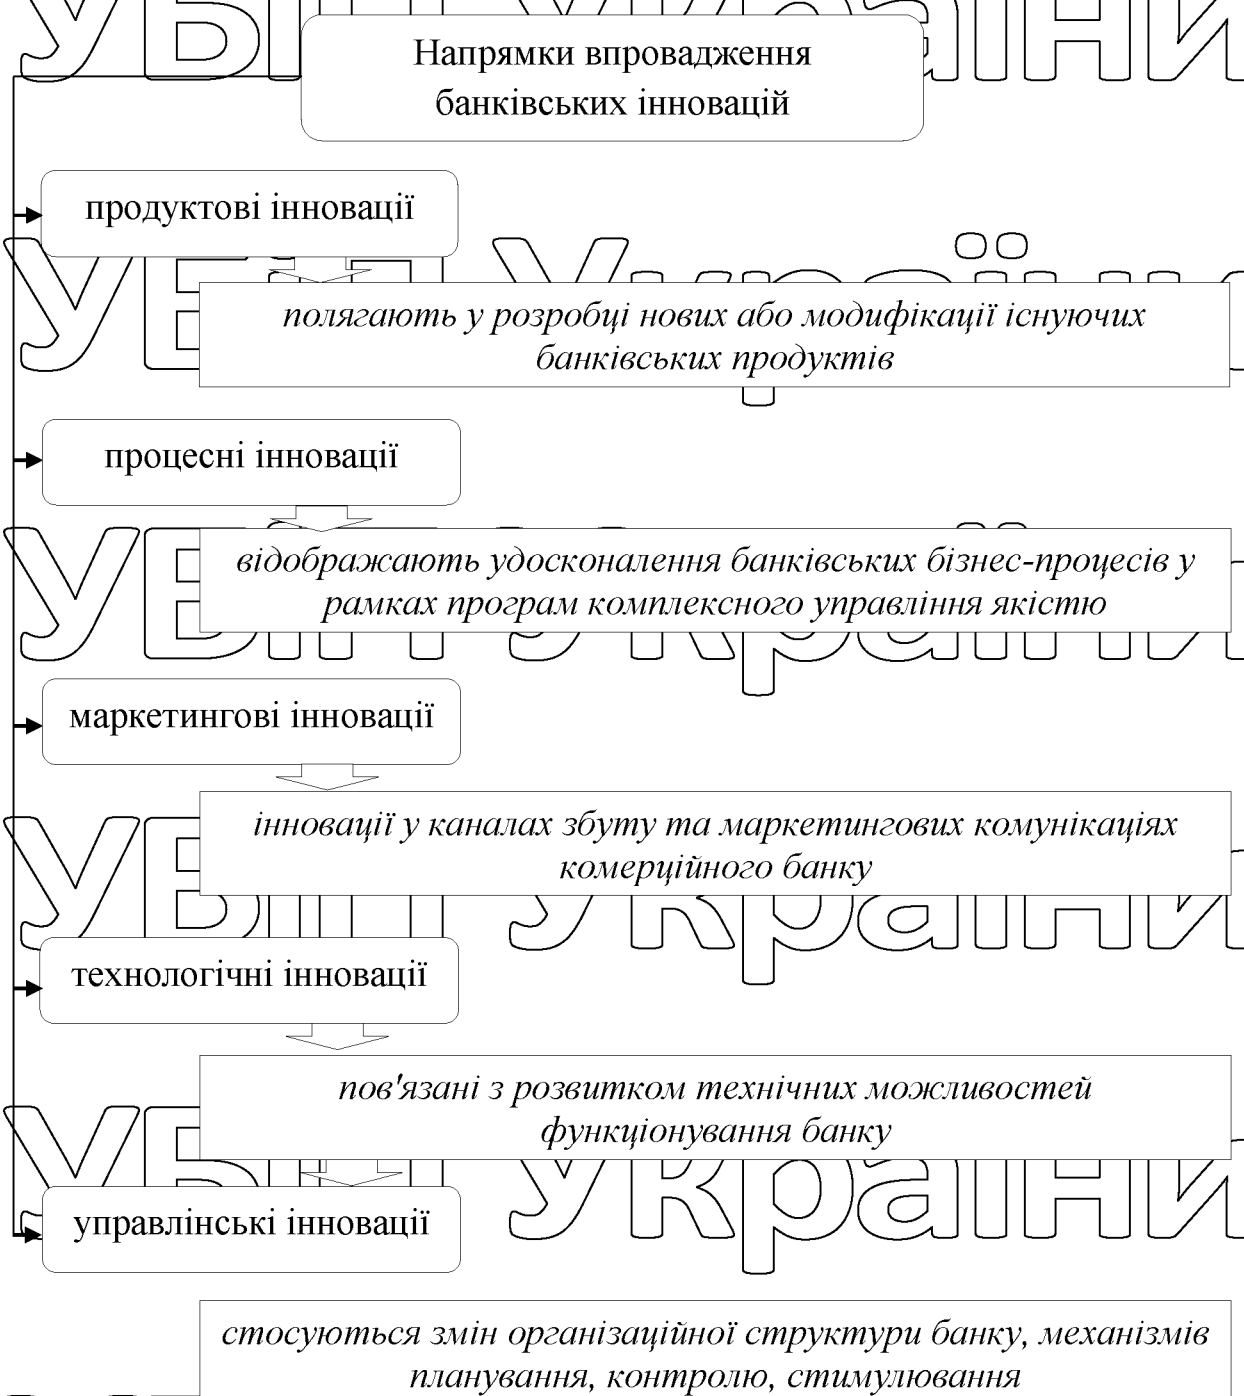 Напрямки впровадження
банківських інновацій
продуктові інновації
полягають у розробці нових або модифікації існуючих
банківських продуктів
процесні інновації
відображають удосконалення банківських бізнес-процесів у
рамках програм комплексного управління якістю
маркетингові інновації
інновації у каналах збуту та маркетингових комунікаціях
комерційного банку
технологічні інновації
пов'язані з розвитком технічних можливостей
функціонування банку
управлінські інновації
стосуються змін організаційної структури банку, механізмів
планування, контролю, стимулювання